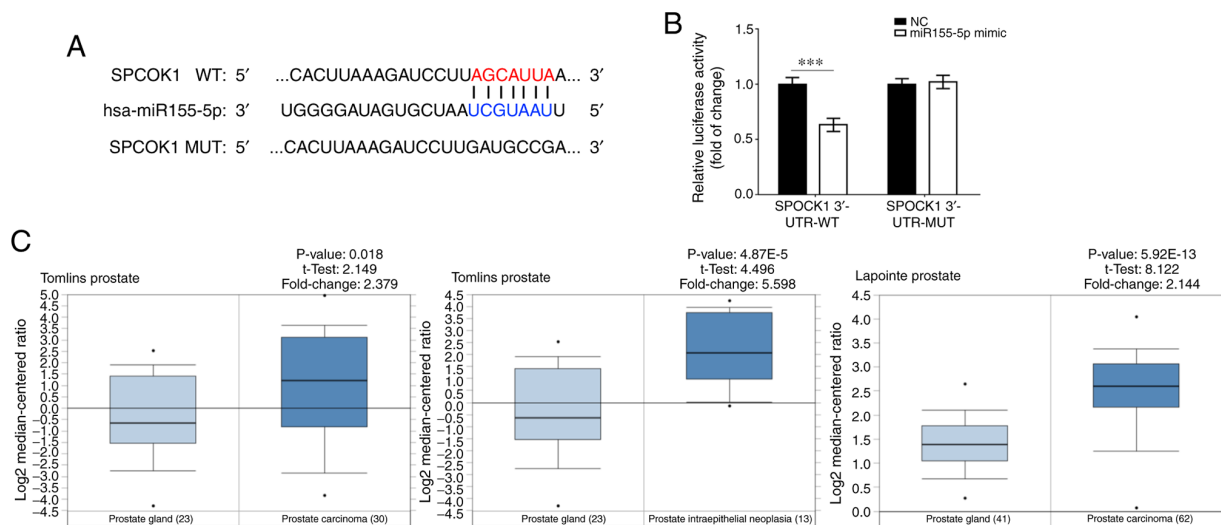 A
SPCOK1 WT: 5′ ...CACUUAAAGAUCCUUAGCAUUAA... 3′
hsa-miR155-5p: 3′ UGGGGAUAGUGCUAAUCGUAAUU 5′
SPCOK1 MUT: 5′ ...CACUUAAAGAUCCUUGAUGCCGA... 3′
B
NC
miR155-5p mimic
Relative luciferase activity
(fold of change)
1.5
1.0
0.5
0.0
***
SPOCK1 3′-
UTR-WT
SPOCK1 3′-
UTR-MUT
C
Tomlins prostate
P-value: 0.018
t-Test: 2.149
Fold-change: 2.379
Log2 median-centered ratio
5.0
4.5
4.0
3.5
3.0
2.5
2.0
1.5
1.0
0.5
0.0
−0.5
−1.0
−1.5
−2.0
−2.5
−3.0
−3.5
−4.0
−4.5
Prostate gland (23)
Prostate carcinoma (30)
Tomlins prostate
P-value: 4.87E-5
t-Test: 4.496
Fold-change: 5.598
Log2 median-centered ratio
4.5
4.0
3.5
3.0
2.5
2.0
1.5
1.0
0.5
0.0
−0.5
−1.0
−1.5
−2.0
−2.5
−3.0
−3.5
−4.0
−4.5
Prostate gland (23)
Prostate intraepithelial neoplasia (13)
Lapointe prostate
P-value: 5.92E-13
t-Test: 8.122
Fold-change: 2.144
Log2 median-centered ratio
4.5
4.0
3.5
3.0
2.5
2.0
1.5
1.0
0.5
0.0
Prostate gland (41)
Prostate carcinoma (62)